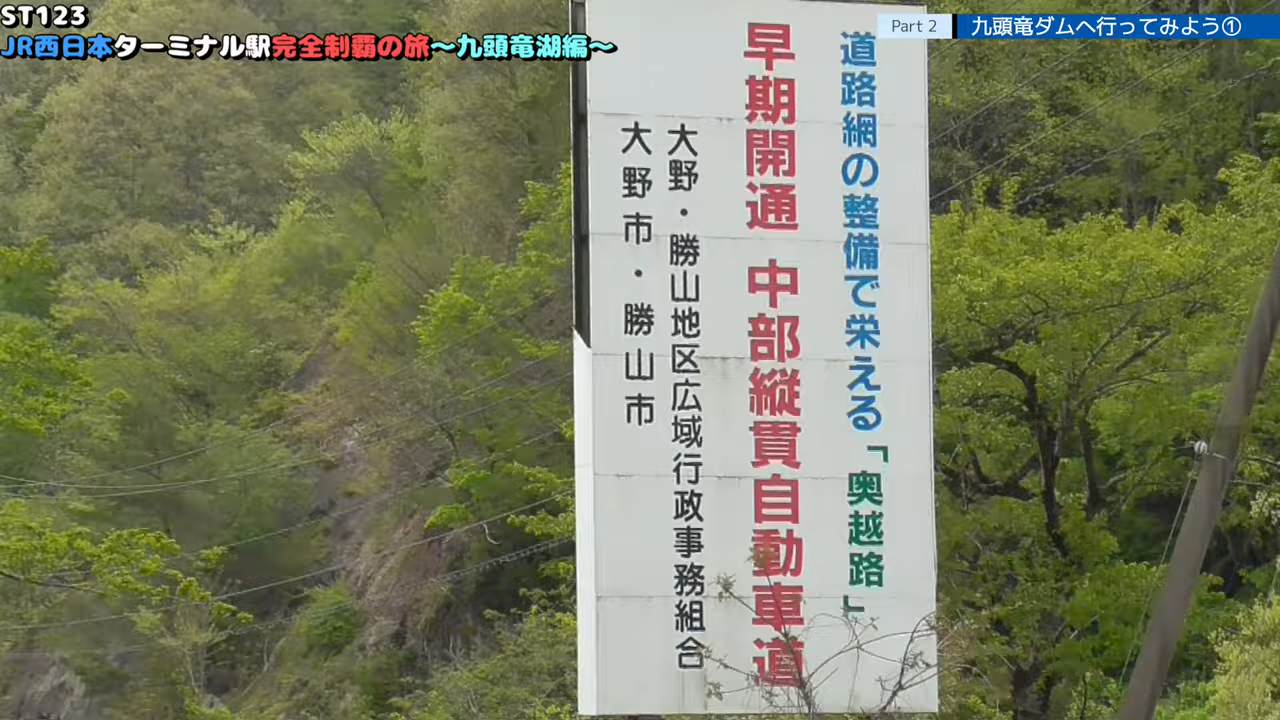 ST123
JR西日本ターミナル駅完全制覇の旅～九頭竜湖編～
Part 2
九頭竜ダムへ行ってみよう①
道路網の整備で栄える「奥越路」
早期開通 中部縦貫自動車道
大野・勝山地区広域行政事務組合
大野市・勝山市